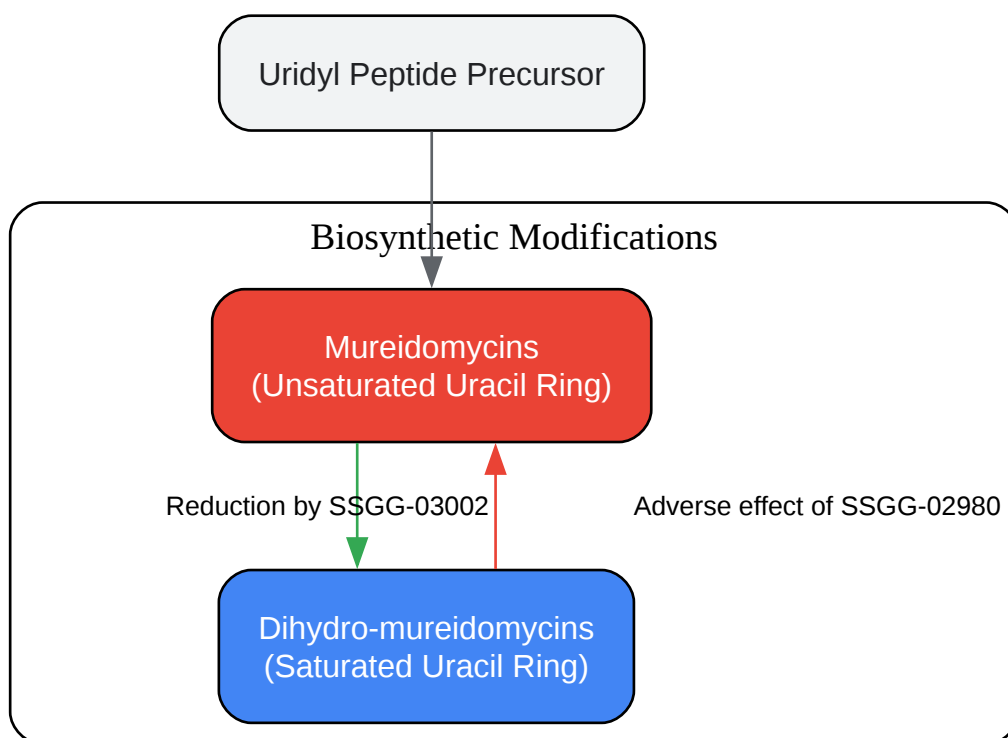 Uridyl Peptide Precursor
Biosynthetic Modifications
Mureidomycins
(Unsaturated Uracil Ring)
Reduction by SSGG-03002
Adverse effect of SSGG-02980
Dihydro-mureidomycins
(Saturated Uracil Ring)